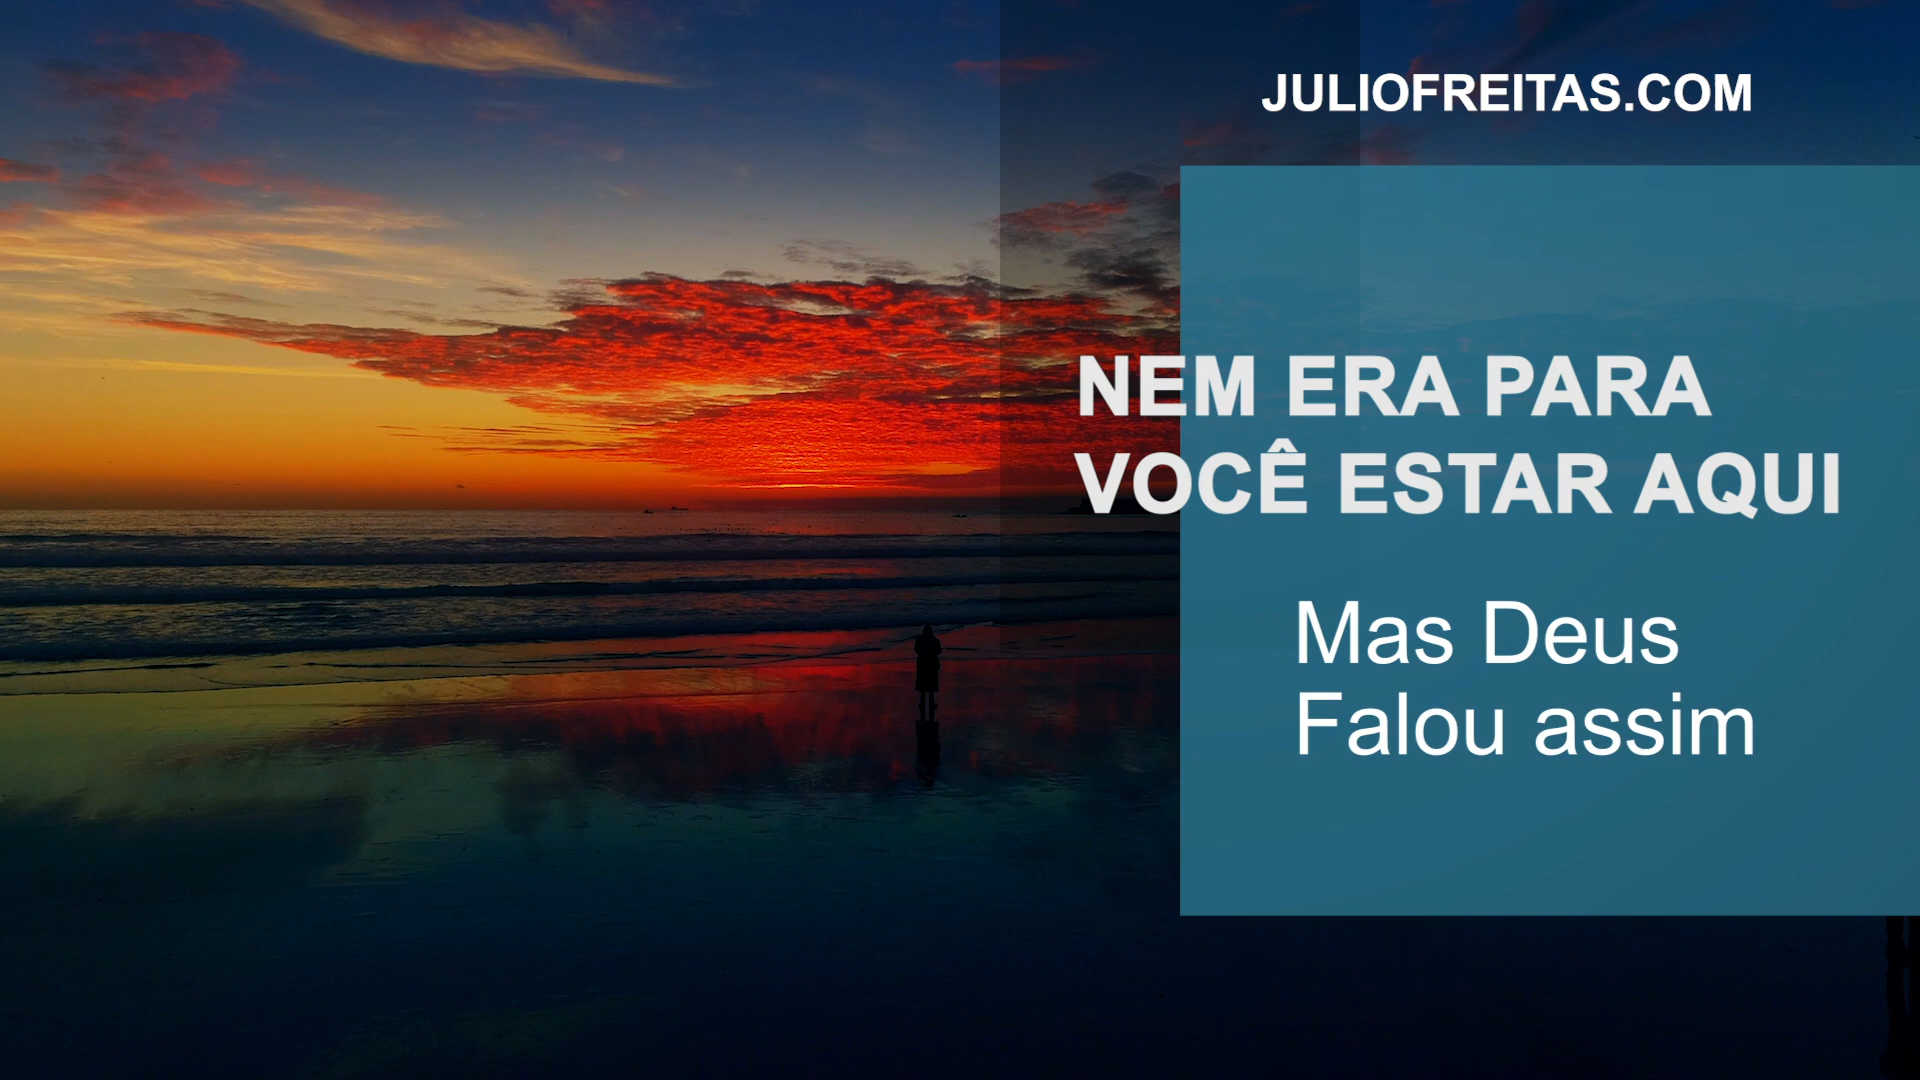 JULIOFREITAS.COM
NEM ERA PARA
VOCÊ ESTAR AQUI
Mas Deus
Falou assim